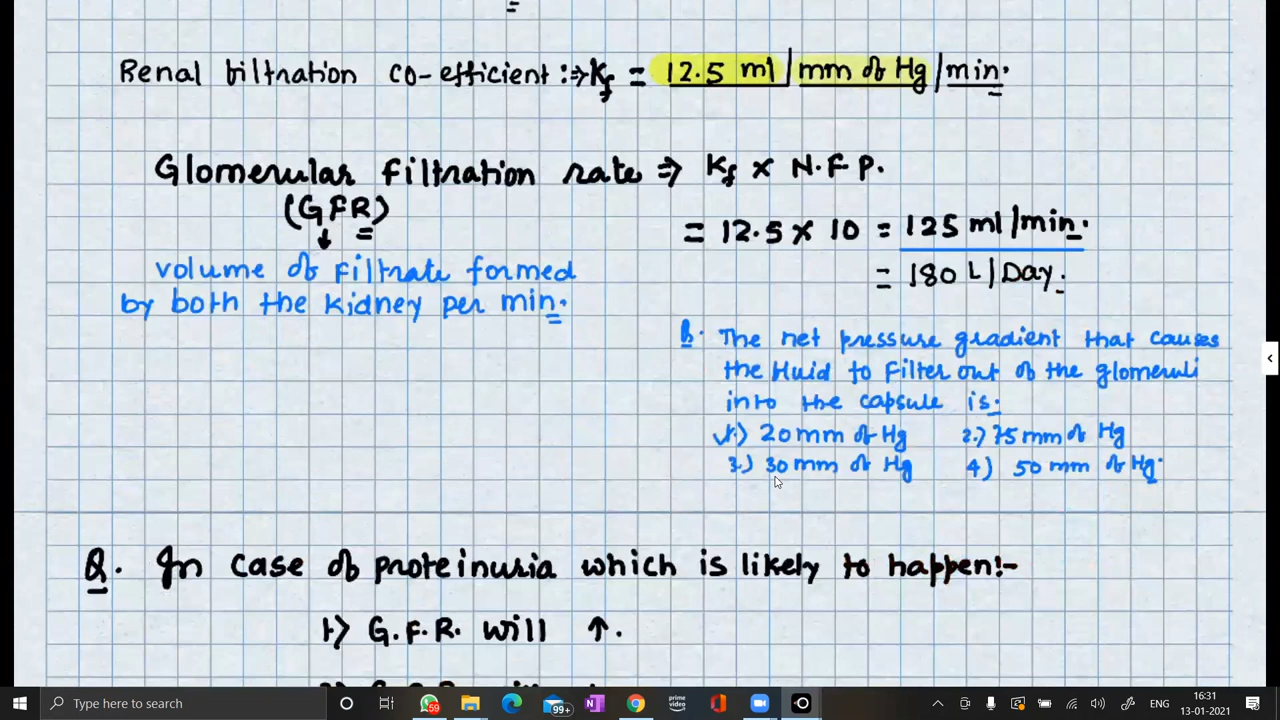 Renal filtration co-efficient :⇒ Kf = 12.5 ml / mm of Hg / min.
Glomerular filtration rate ⇒ Kf x N.F.P.
(GFR)
= 12.5 x 10 = 125 ml/min.
= 180 L/Day.
volume of filtrate formed
by both the kidney per min.
Q. The net pressure gradient that causes
the fluid to filter out of the glomeruli
into the capsule is.
1.) 20 mm of Hg 2.) 75 mm of Hg
3.) 30 mm of Hg 4.) 50 mm of Hg.
Q. In case of proteinuria which is likely to happen:-
1.) G.F.R. will ↑.
Type here to search
59
99+
prime video
ENG
16:31
13-01-2021